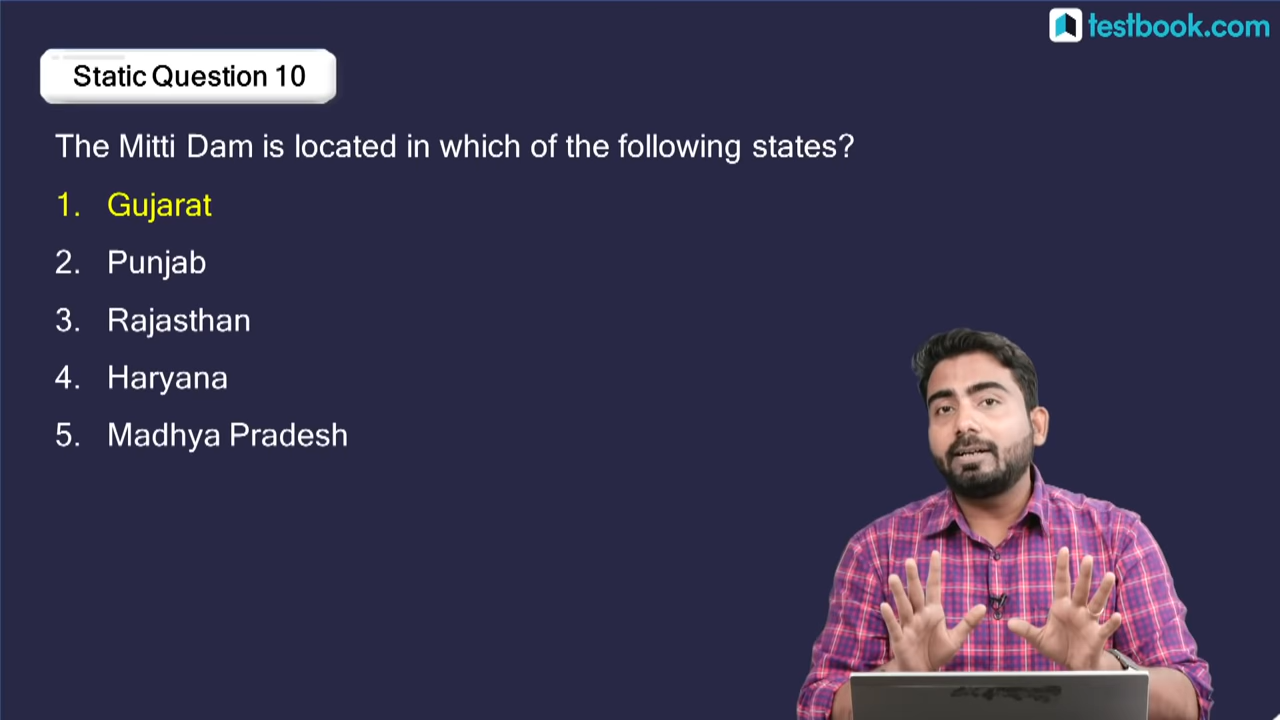 testbook.com
Static Question 10
The Mitti Dam is located in which of the following states?
1. Gujarat
2. Punjab
3. Rajasthan
4. Haryana
5. Madhya Pradesh